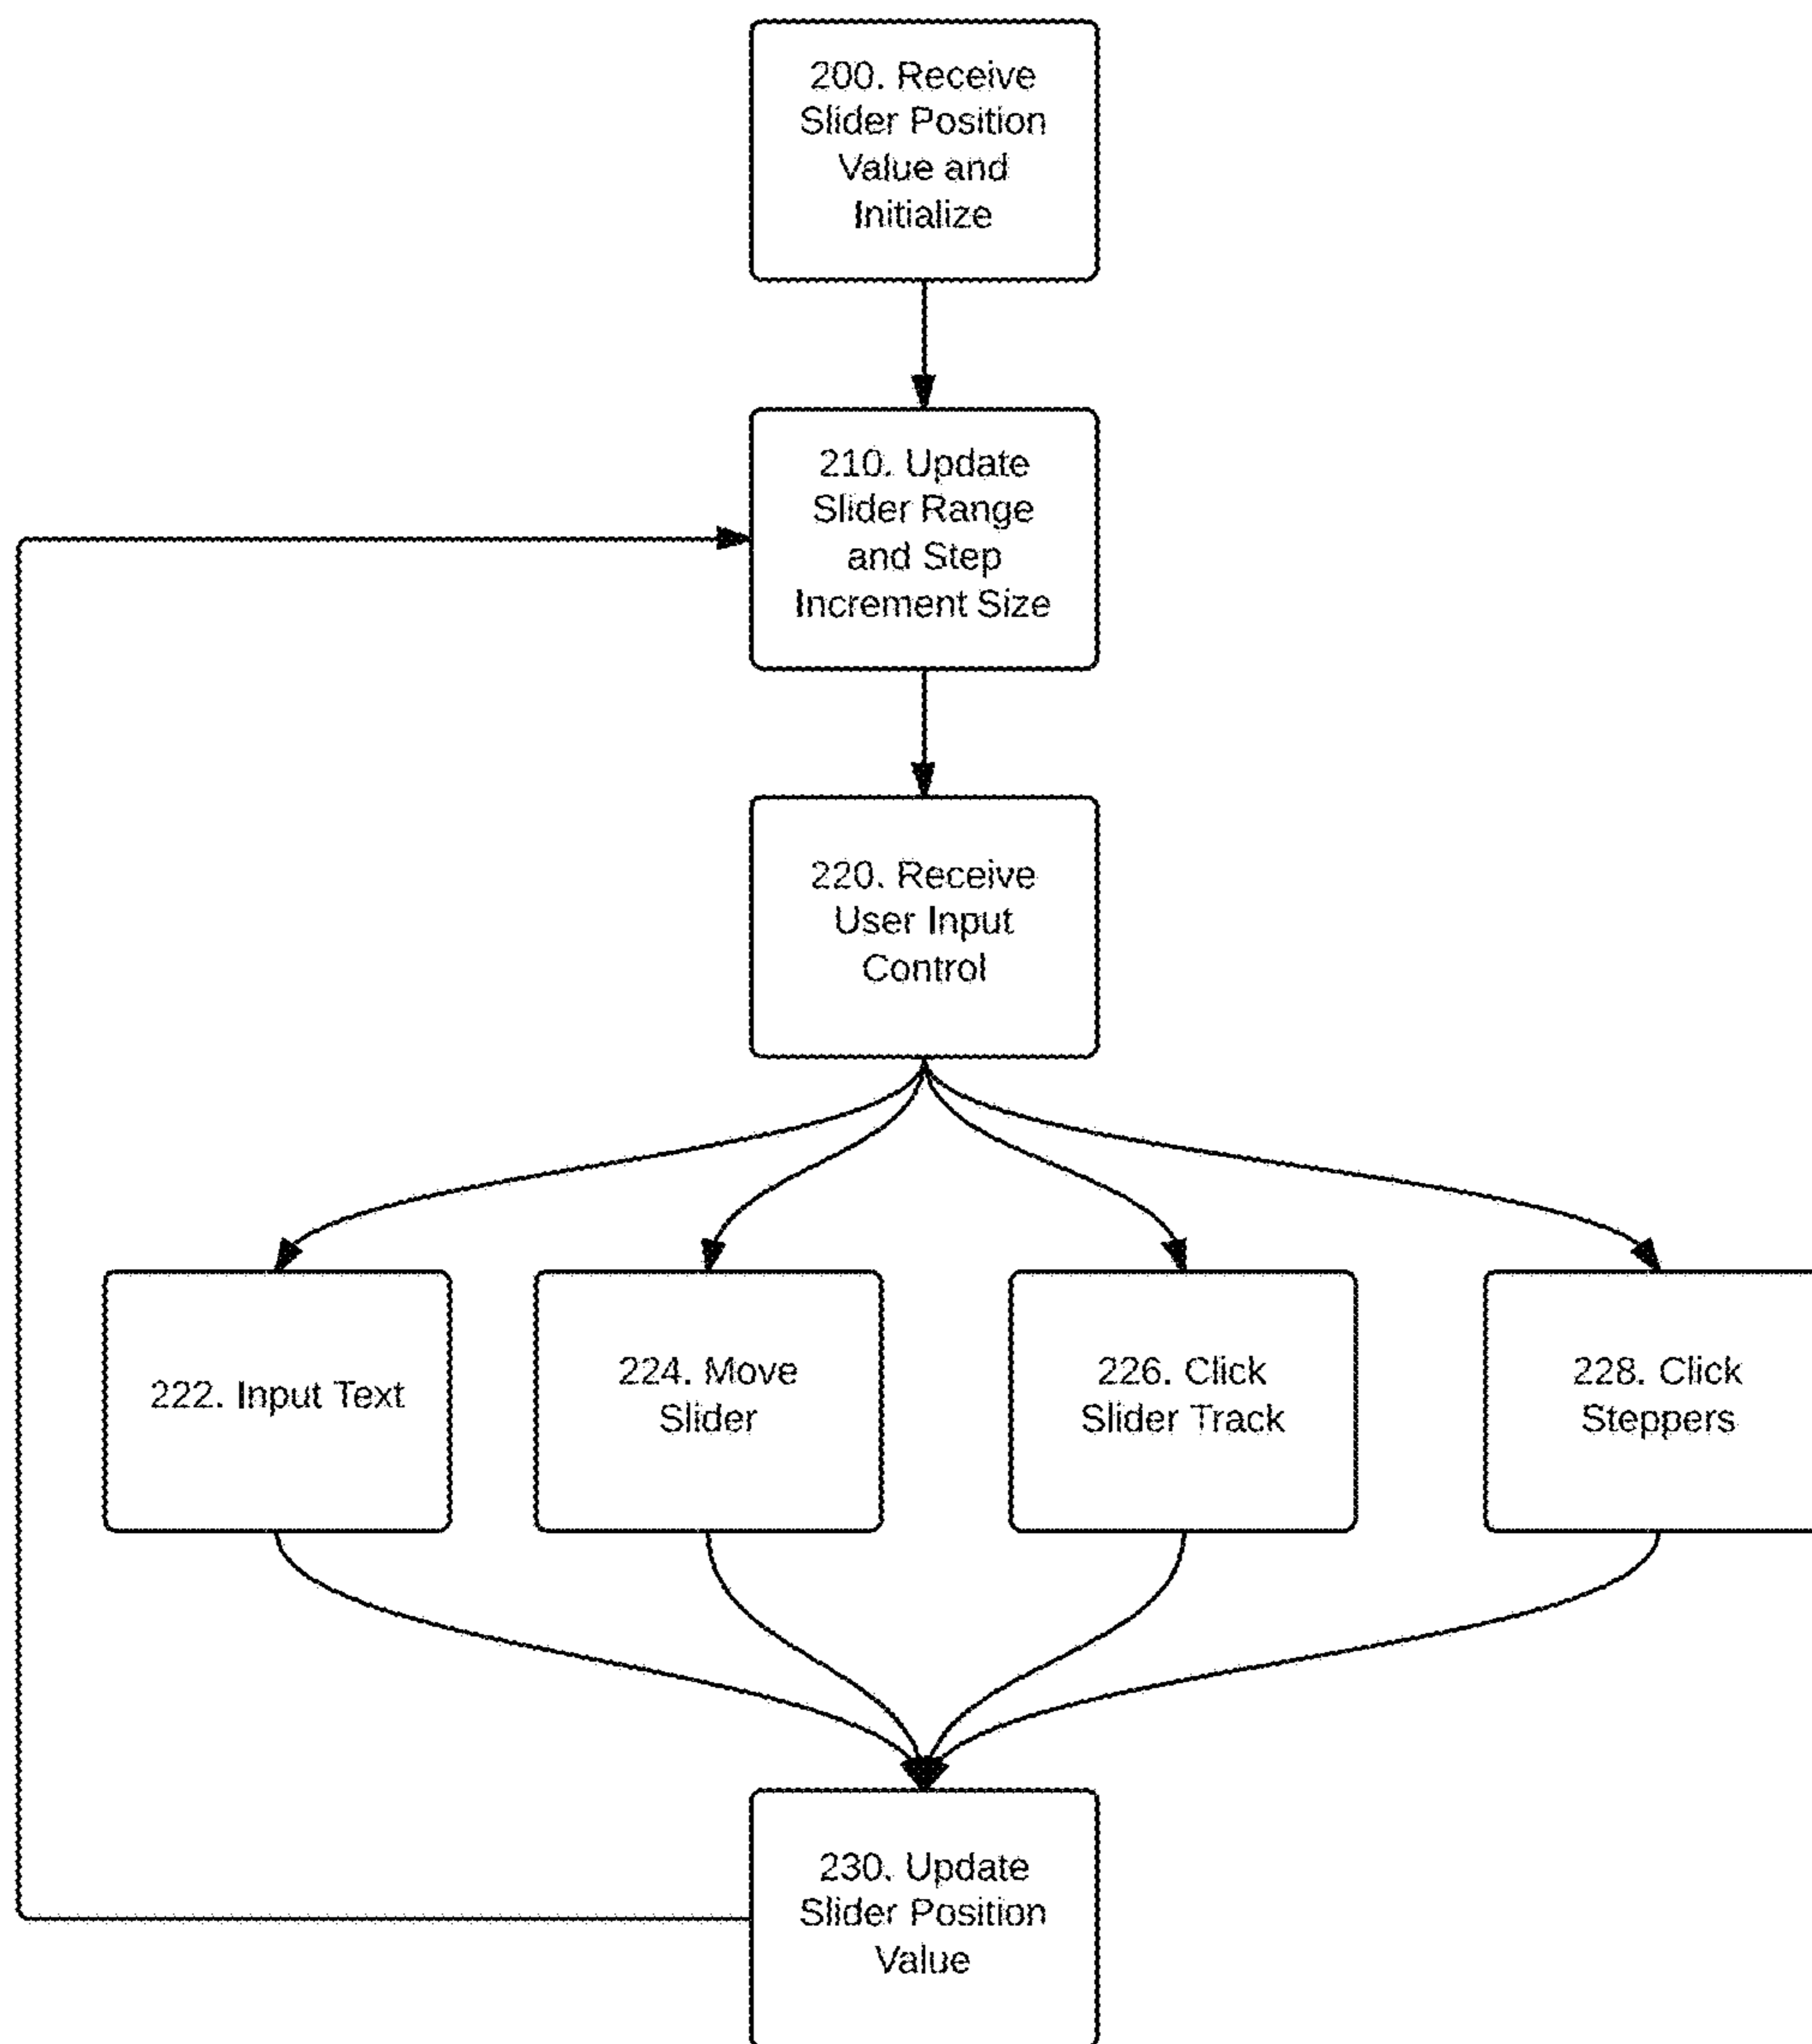 200. Receive
Slider Position
Value and
Initialize
210. Update
Slider Range
and Step
Increment Size
220. Receive
User Input
Control
222. Input Text
224. Move
Slider
226. Click
Slider Track
228. Click
Steppers
230. Update
Slider Position
Value